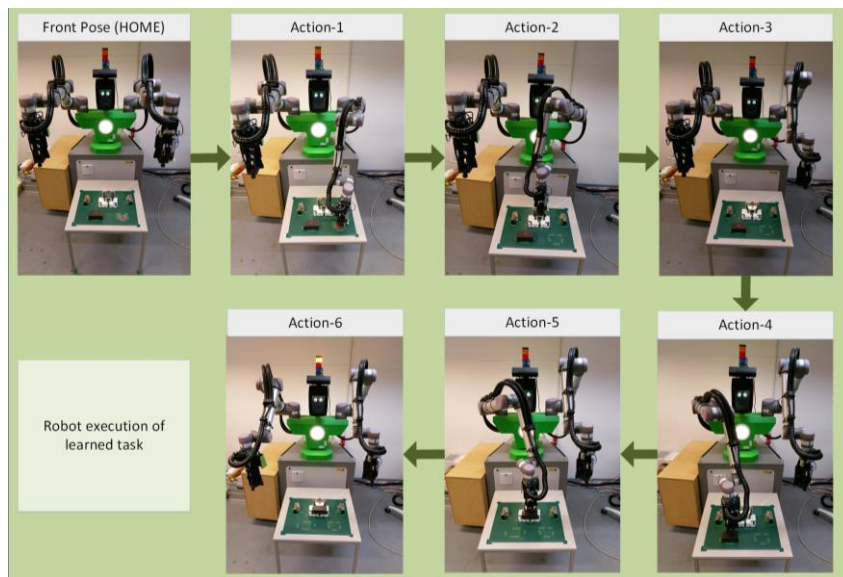 Front Pose (HOME)
Action-1
Action-2
Action-3
Action-4
Action-5
Action-6
Robot execution of
learned task